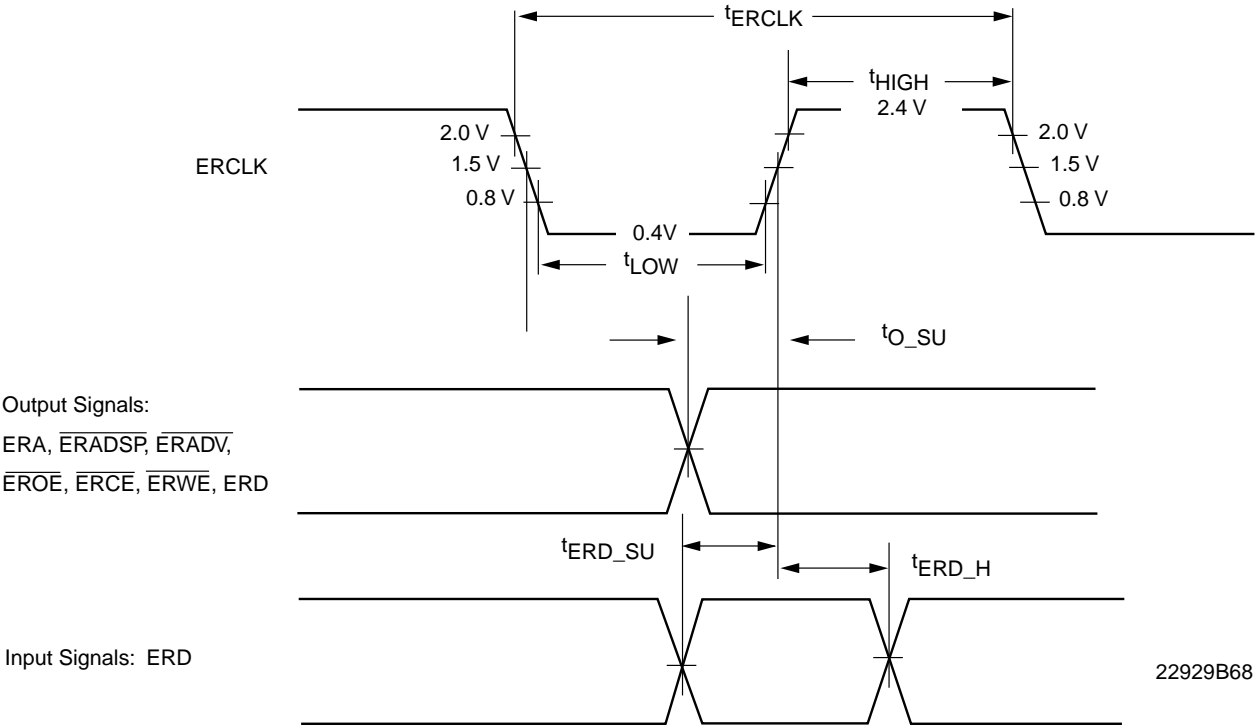 tERCLK
tHIGH
2.4 V
2.0 V
2.0 V
ERCLK
1.5 V
1.5 V
0.8 V
0.8 V
0.4V
tLOW
tO_SU
Output Signals:
ERA, ERADSP, ERADV,
EROE, ERCE, ERWE, ERD
tERD_SU
tERD_H
Input Signals: ERD
22929B68